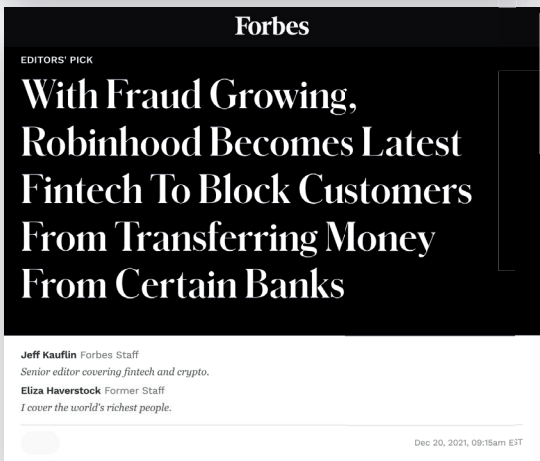 Forbes
EDITORS' PICK
With Fraud Growing,
Robinhood Becomes Latest
Fintech To Block Customers
From Transferring Money
From Certain Banks
Jeff Kauflin Forbes Staff
Senior editor covering fintech and crypto.
Eliza Haverstock Former Staff
I cover the world's richest people.
Dec 20, 2021, 09:15am EST